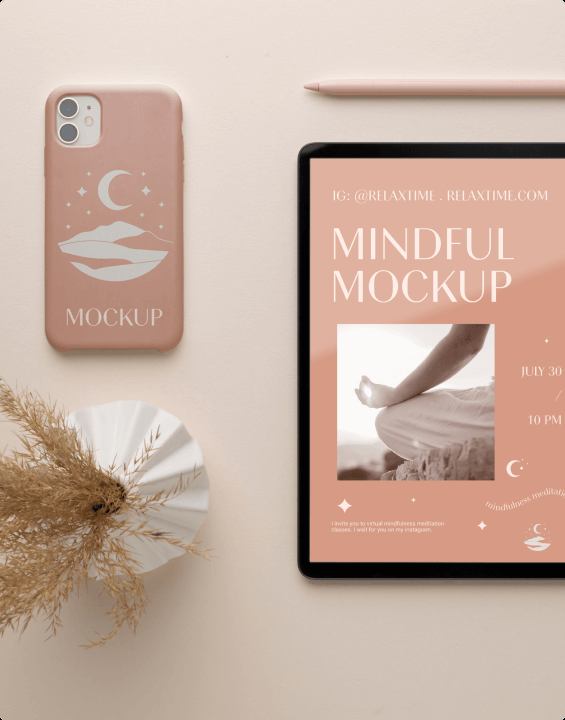 MOCKUP
IG: @RELAXTIME . RELAXTIME.COM
MINDFUL
MOCKUP
JULY 30
/
10 PM
mindfulness meditatio
I invite you to virtual mindfulness meditation
classes. I wait for you on my instagram.